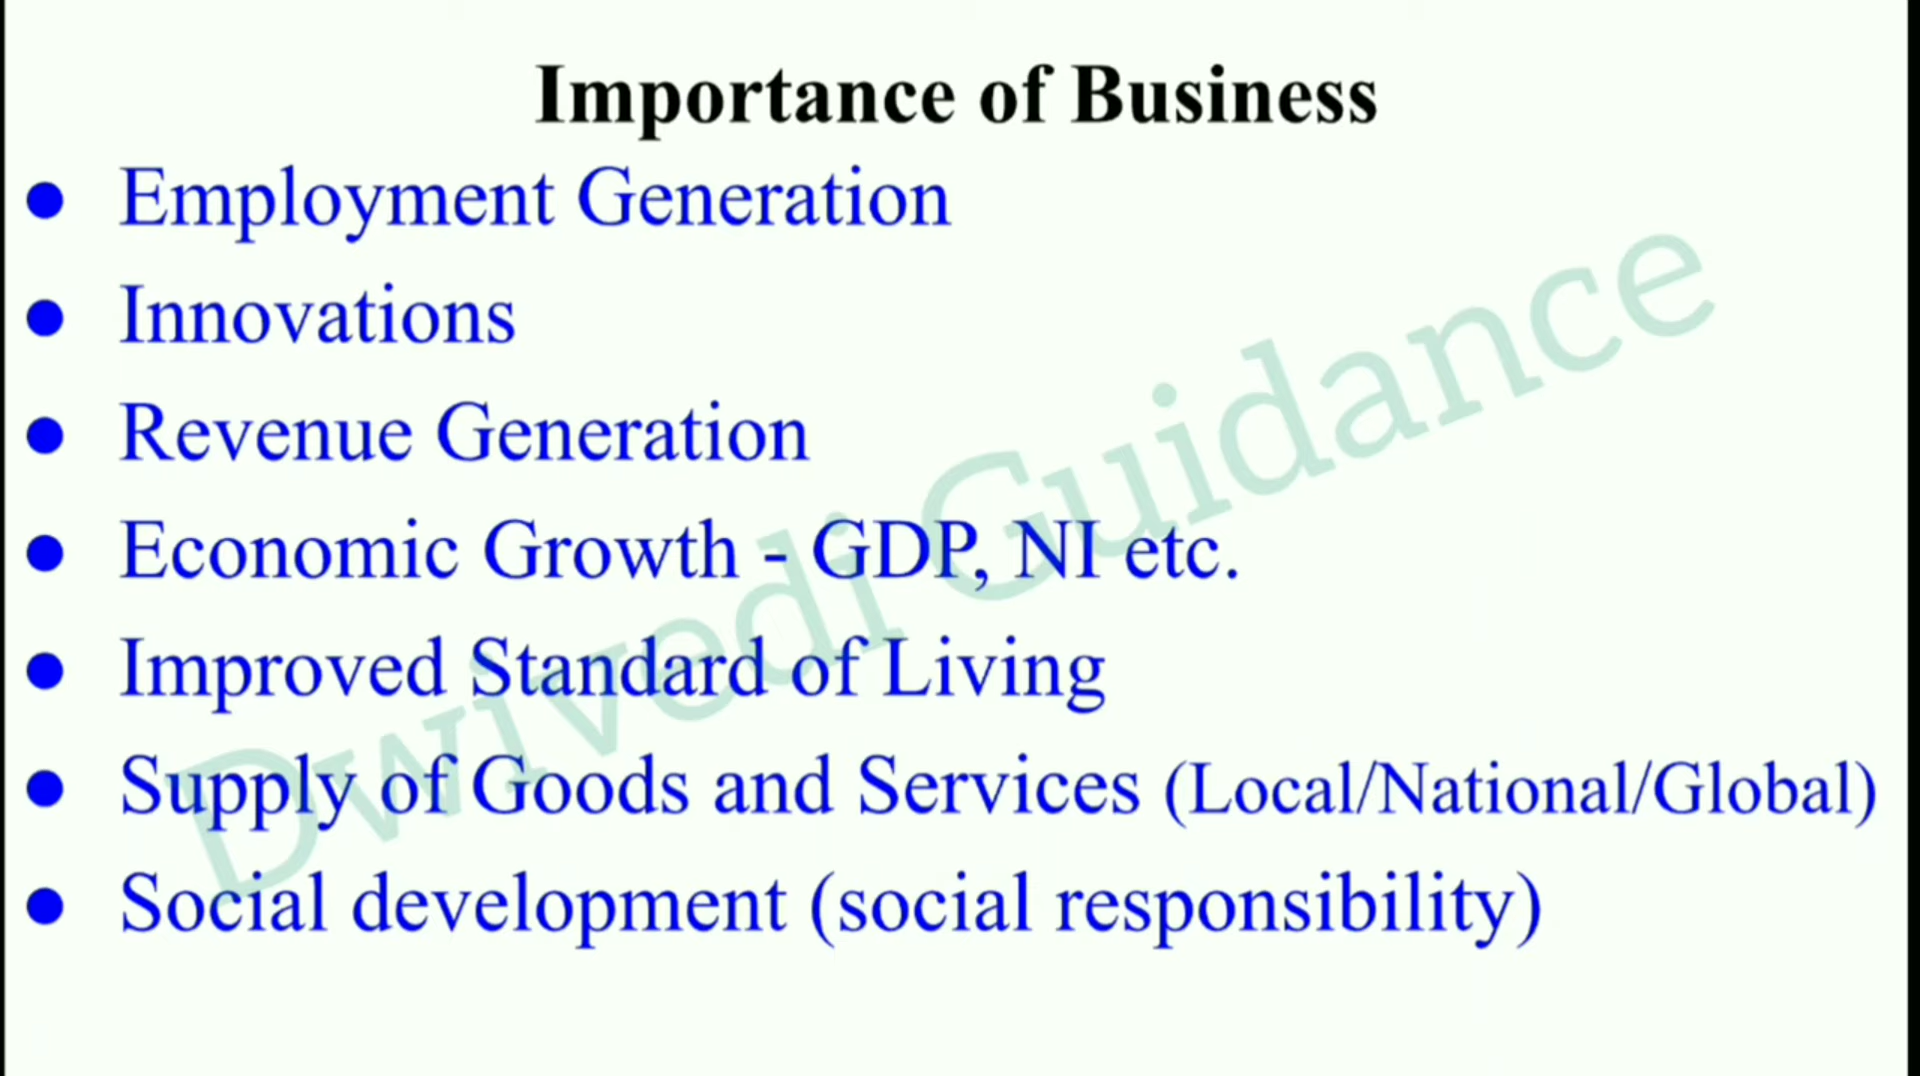 Importance of Business
● Employment Generation
● Innovations
● Revenue Generation
● Economic Growth - GDP, NI etc.
● Improved Standard of Living
● Supply of Goods and Services (Local/National/Global)
● Social development (social responsibility)
Dwivedi Guidance